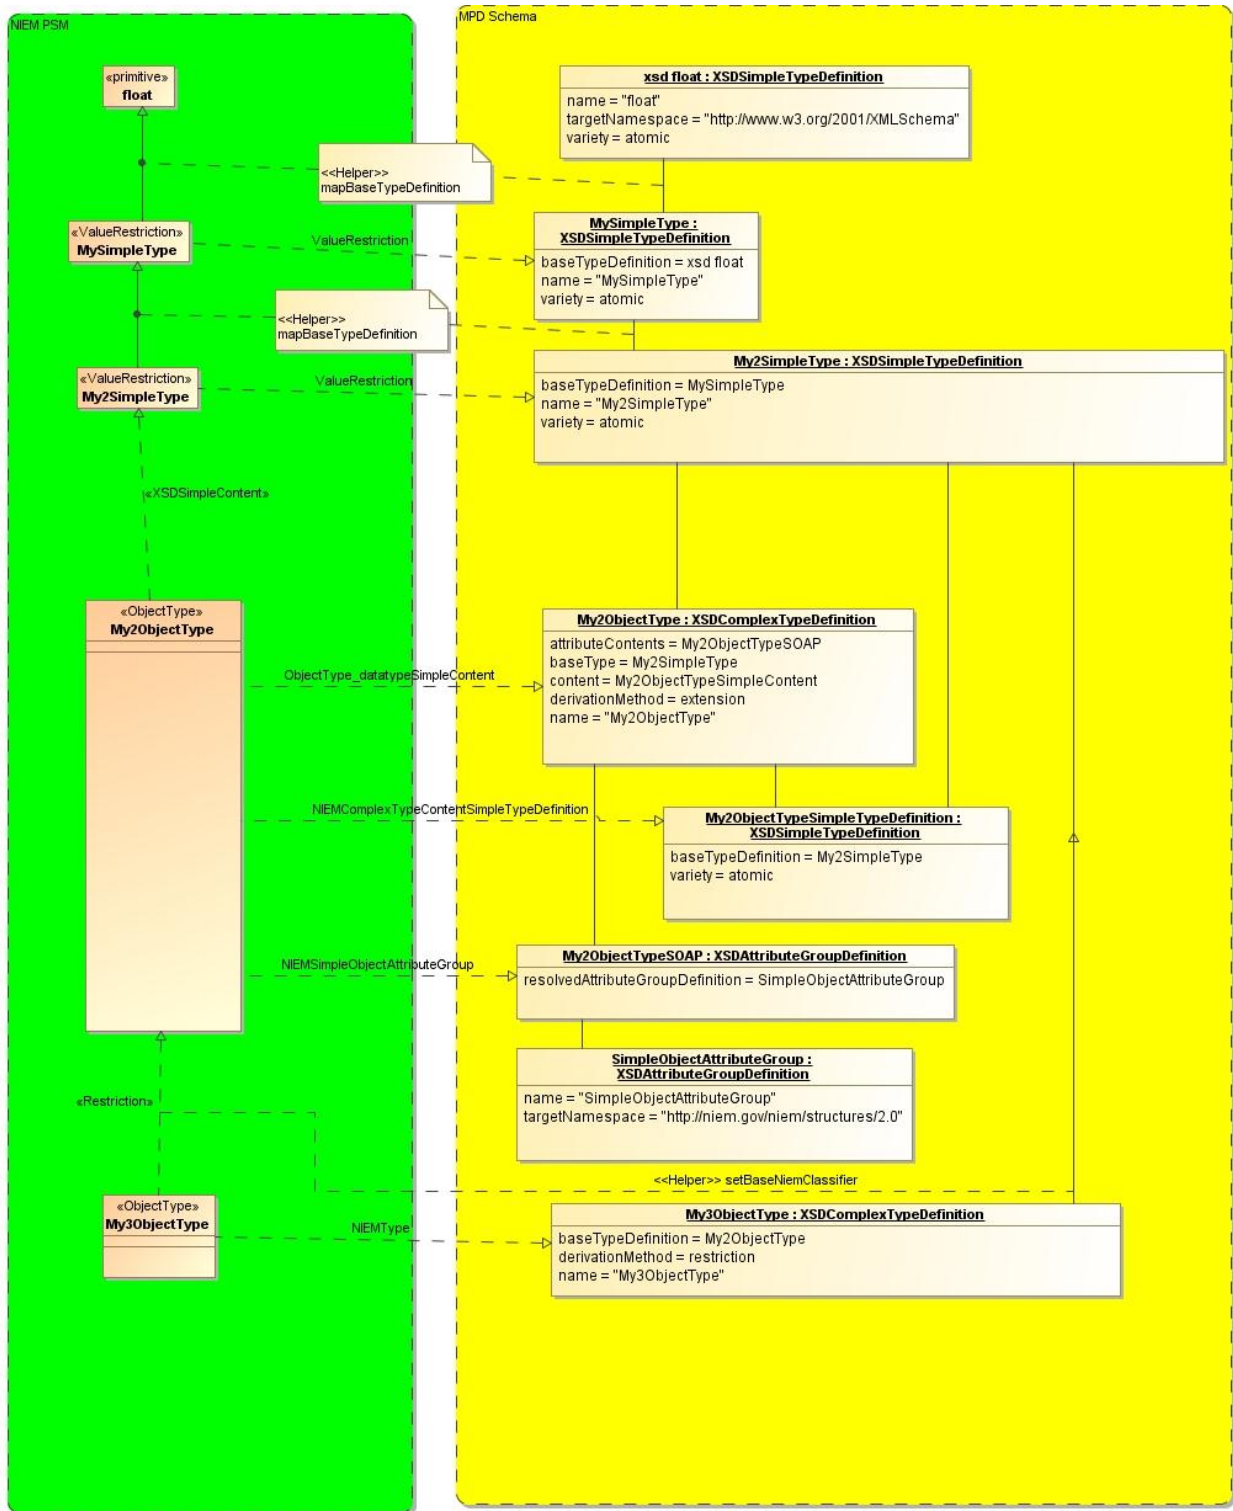 NIEM PSM
MPD Schema
«primitive»
float
xsd float : XSDSimpleTypeDefinition
name = "float"
targetNamespace = "http://www.w3.org/2001/XMLSchema"
variety = atomic
<<Helper>>
mapBaseTypeDefinition
«ValueRestriction»
MySimpleType
ValueRestriction
MySimpleType :
XSDSimpleTypeDefinition
baseTypeDefinition = xsd float
name = "MySimpleType"
variety = atomic
<<Helper>>
mapBaseTypeDefinition
«ValueRestriction»
My2SimpleType
ValueRestriction
My2SimpleType : XSDSimpleTypeDefinition
baseTypeDefinition = MySimpleType
name = "My2SimpleType"
variety = atomic
«XSDSimpleContent»
«ObjectType»
My2ObjectType
ObjectType_datatypeSimpleContent
My2ObjectType : XSDComplexTypeDefinition
attributeContents = My2ObjectTypeSOAP
baseType = My2SimpleType
content = My2ObjectTypeSimpleContent
derivationMethod = extension
name = "My2ObjectType"
NIEMComplexTypeContentSimpleTypeDefinition
My2ObjectTypeSimpleTypeDefinition :
XSDSimpleTypeDefinition
baseTypeDefinition = My2SimpleType
variety = atomic
NIEMSimpleObjectAttributeGroup
My2ObjectTypeSOAP : XSDAttributeGroupDefinition
resolvedAttributeGroupDefinition = SimpleObjectAttributeGroup
SimpleObjectAttributeGroup :
XSDAttributeGroupDefinition
name = "SimpleObjectAttributeGroup"
targetNamespace = "http://niem.gov/niem/structures/2.0"
«Restriction»
<<Helper>> setBaseNiemClassifier
«ObjectType»
My3ObjectType
NIEMType
My3ObjectType : XSDComplexTypeDefinition
baseTypeDefinition = My2ObjectType
derivationMethod = restriction
name = "My3ObjectType"